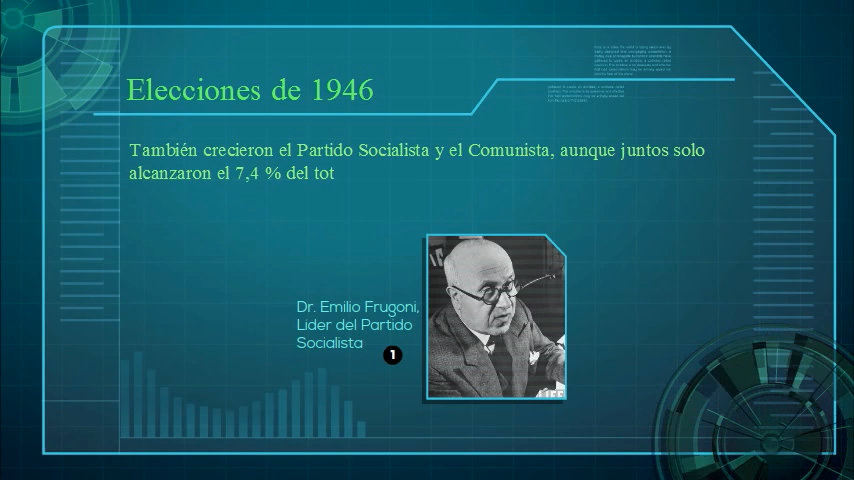 Elecciones de 1946
También crecieron el Partido Socialista y el Comunista, aunque juntos solo
alcanzaron el 7,4 % del tot
Dr. Emilio Frugoni,
Lider del Partido
Socialista
1
LIFE